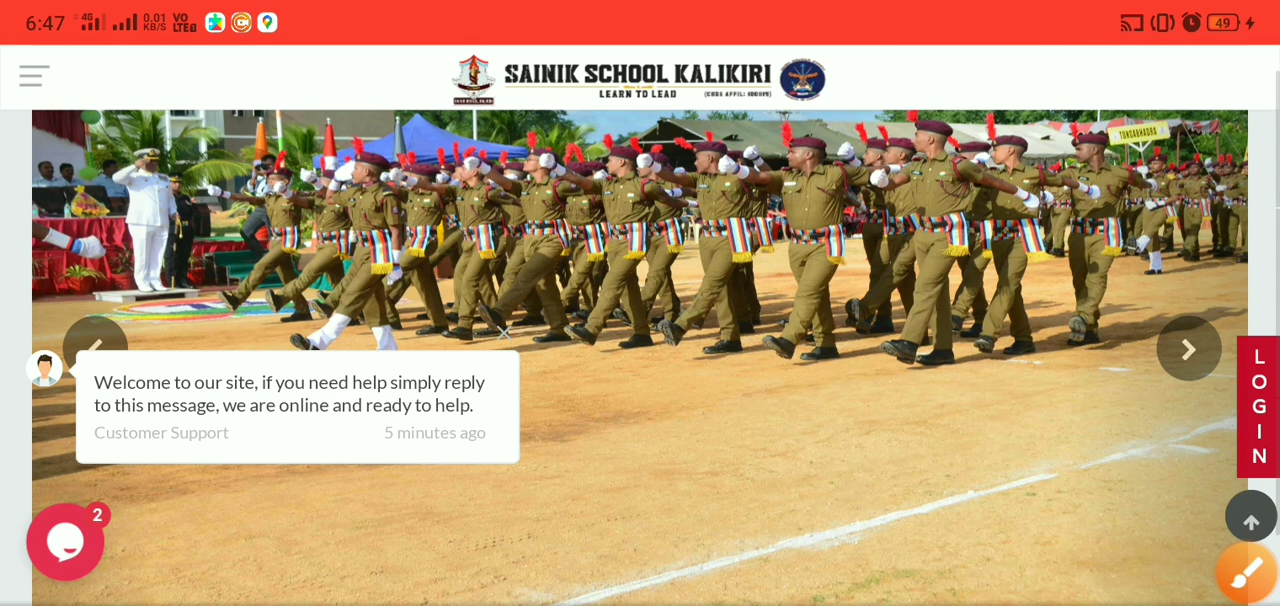 6:47 4G 0.01 KB/S VO LTE 49
SAINIK SCHOOL KALIKIRI
LEARN TO LEAD
TUNGABHADRA
Welcome to our site, if you need help simply reply
to this message, we are online and ready to help.
Customer Support 5 minutes ago
L
O
G
I
N
2